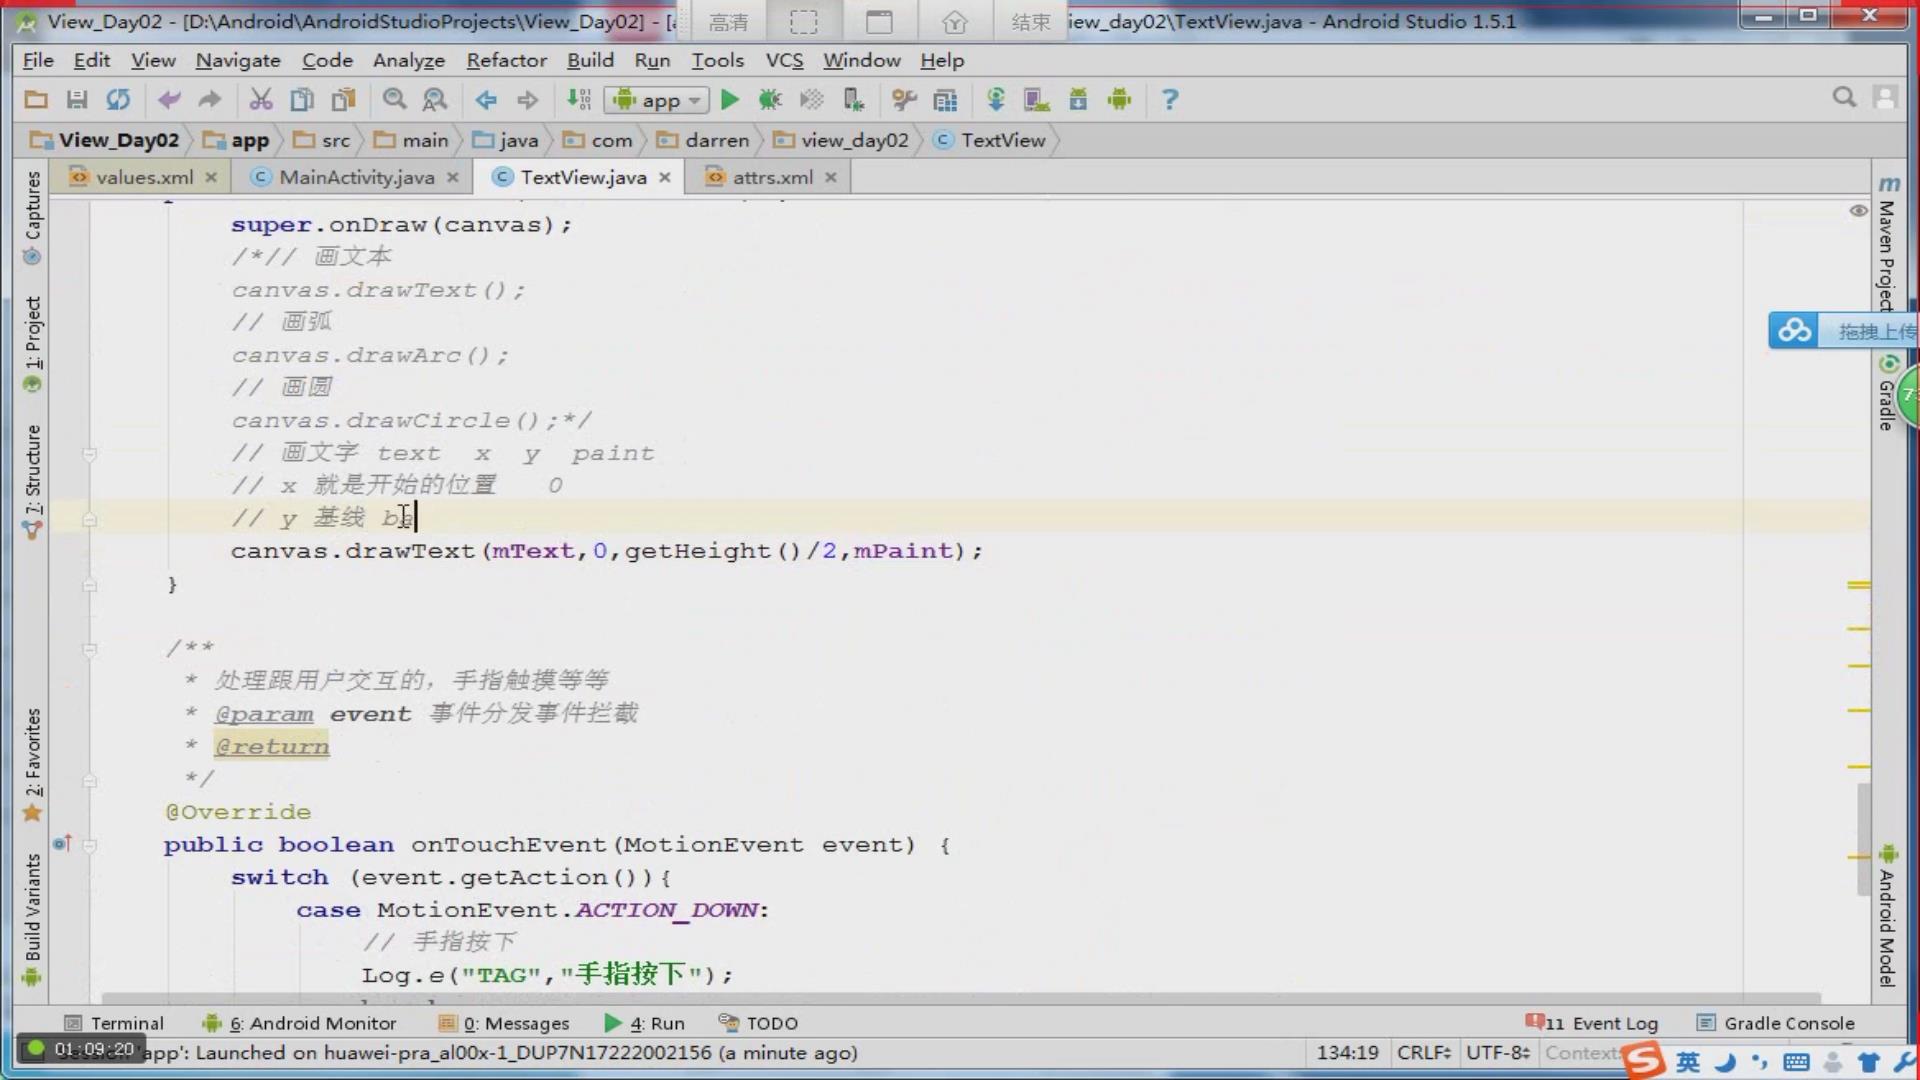 View_Day02 - [D:\Android\AndroidStudioProjects\View_Day02] - [
高清
结束
iew_day02\TextView.java - Android Studio 1.5.1
File Edit View Navigate Code Analyze Refactor Build Run Tools VCS Window Help
app
View_Day02 app src main java com darren view_day02 TextView
values.xml MainActivity.java TextView.java attrs.xml
super.onDraw(canvas);
/*// 画文本
canvas.drawText();
// 画弧
canvas.drawArc();
// 画圆
canvas.drawCircle();*/
// 画文字 text x y paint
// x 就是开始的位置 0
// y 基线 ba
canvas.drawText(mText,0,getHeight()/2,mPaint);
}
/**
* 处理跟用户交互的，手指触摸等等
* @param event 事件分发事件拦截
* @return
*/
@Override
public boolean onTouchEvent(MotionEvent event) {
switch (event.getAction()){
case MotionEvent.ACTION_DOWN:
// 手指按下
Log.e("TAG","手指按下");
Captures
1: Project
7: Structure
2: Favorites
Build Variants
Maven Project
拖拽上传
Gradle
Android Model
Terminal 6: Android Monitor 0: Messages 4: Run TODO 11 Event Log Gradle Console
01:09:20
'app': Launched on huawei-pra_al00x-1_DUP7N17222002156 (a minute ago)
134:19 CRLF UTF-8 Context
英